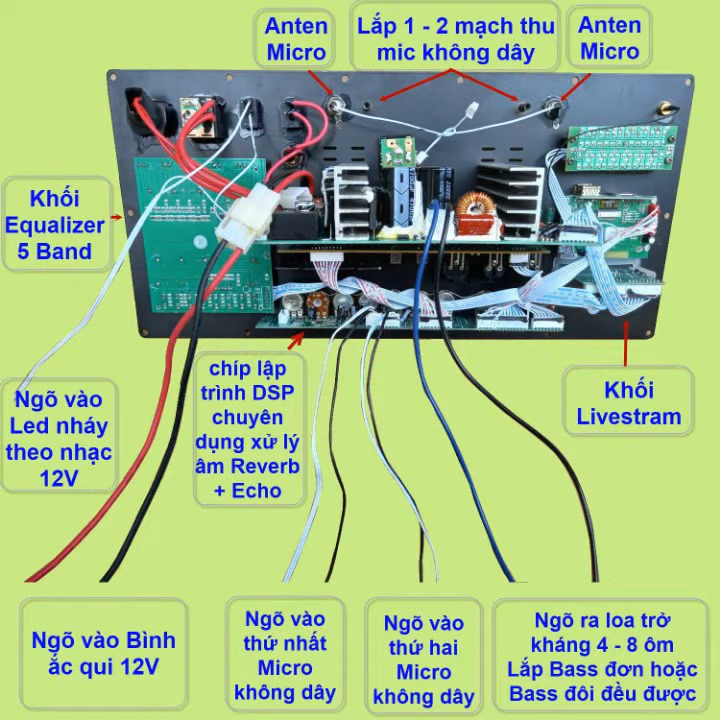 Anten
Micro
Lắp 1 - 2 mạch thu
mic không dây
Anten
Micro
Khối
Equalizer
5 Band
Ngõ vào
Led nháy
theo nhạc
12V
chíp lập
trình DSP
chuyên
dụng xử lý
âm Reverb
+ Echo
Khối
Livestram
Ngõ vào Bình
ắc qui 12V
Ngõ vào
thứ nhất
Micro
không dây
Ngõ vào
thứ hai
Micro
không dây
Ngõ ra loa trở
kháng 4 - 8 ôm
Lắp Bass đơn hoặc
Bass đôi đều được